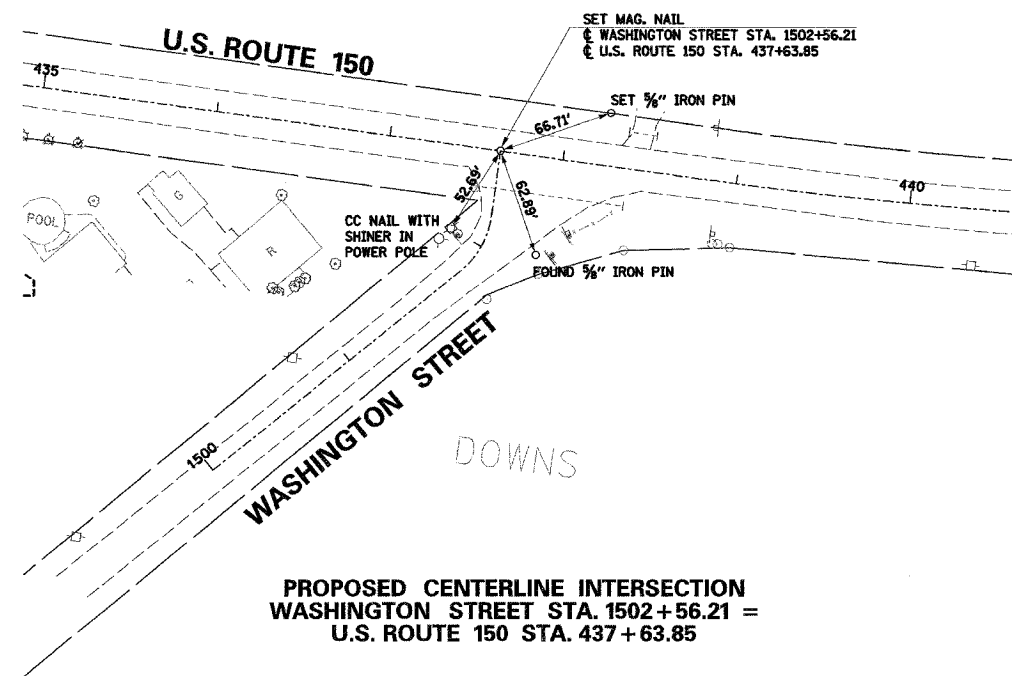 SET MAG. NAIL
℄ WASHINGTON STREET STA. 1502+56.21
℄ U.S. ROUTE 150 STA. 437+63.85
U.S. ROUTE 150
435
SET 5/8" IRON PIN
66.71'
52.69'
62.89'
440
G
POOL
R
CC NAIL WITH
SHINER IN
POWER POLE
FOUND 5/8" IRON PIN
WASHINGTON STREET
1500
DOWNS
PROPOSED CENTERLINE INTERSECTION
WASHINGTON STREET STA. 1502+56.21 =
U.S. ROUTE 150 STA. 437+63.85